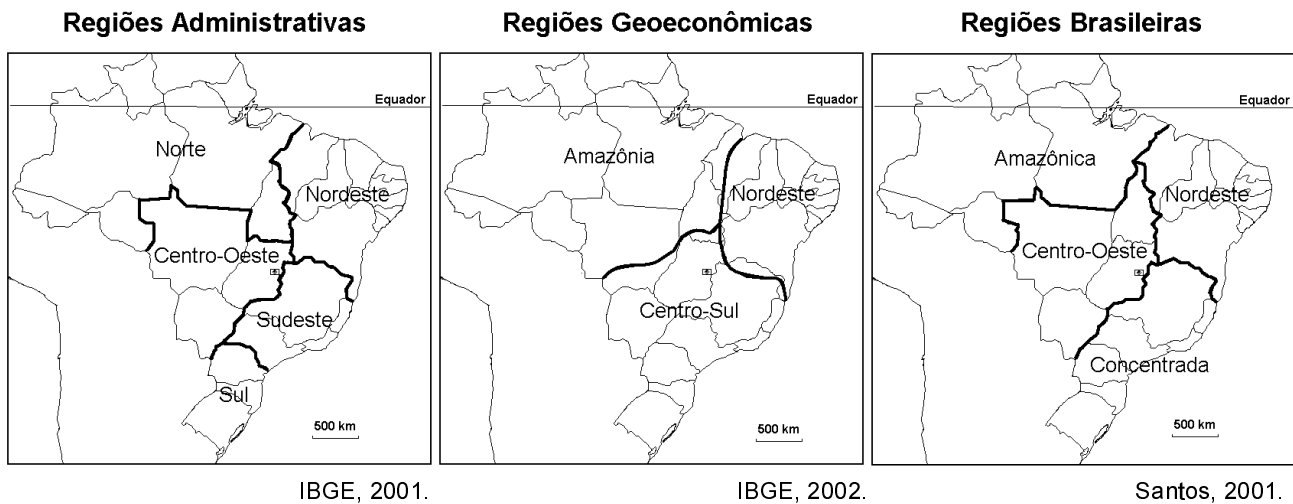 Regiões Administrativas
Equador
Norte
Nordeste
Centro-Oeste
Sudeste
Sul
500 km
IBGE, 2001.
Regiões Geoeconômicas
Equador
Amazônia
Nordeste
Centro-Sul
500 km
IBGE, 2002.
Regiões Brasileiras
Equador
Amazônica
Nordeste
Centro-Oeste
Concentrada
500 km
Santos, 2001.